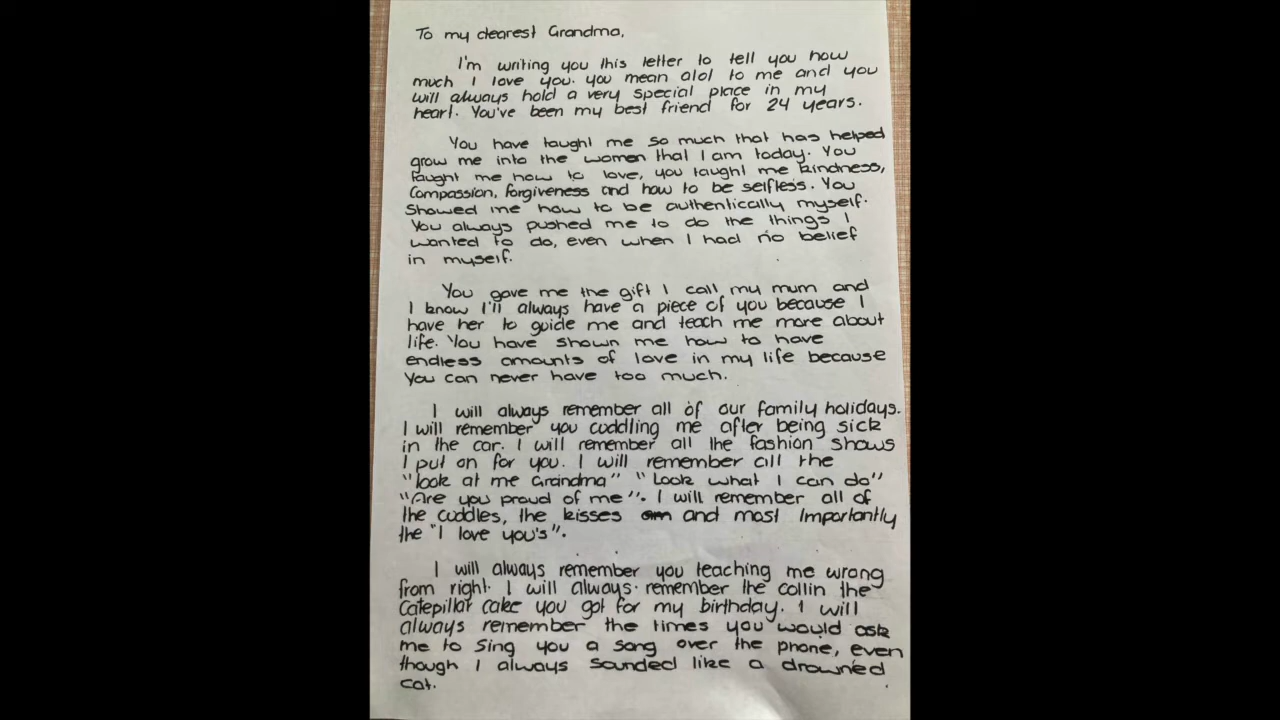 To my dearest Grandma,
I'm writing you this letter to tell you how
much I love you. you mean alot to me and you
will always hold a very special place in my
heart. You've been my best friend for 24 years.
You have taught me so much that has helped
grow me into the women that I am today. You
taught me how to love, you taught me kindness,
compassion, forgiveness and how to be selfless. You
showed me how to be authentically myself.
You always pushed me to do the things I
wanted to do, even when I had no belief
in myself.
You gave me the gift I call my mum and
I know I'll always have a piece of you because I
have her to guide me and teach me more about
life. You have shown me how to have
endless amounts of love in my life because
You can never have too much.
I will always remember all of our family holidays.
I will remember you cuddling me after being sick
in the car. I will remember all the fashion shows
I put on for you. I will remember all the
"look at me Grandma" "Look what I can do"
"Are you proud of me". I will remember all of
the cuddles, the kisses and most importantly
the "I love you's".
I will always remember you teaching me wrong
from right. I will always remember the collin the
Catepillar cake you got for my birthday. I will
always remember the times you would ask
me to sing you a song over the phone, even
though I always sounded like a drowned
cat.